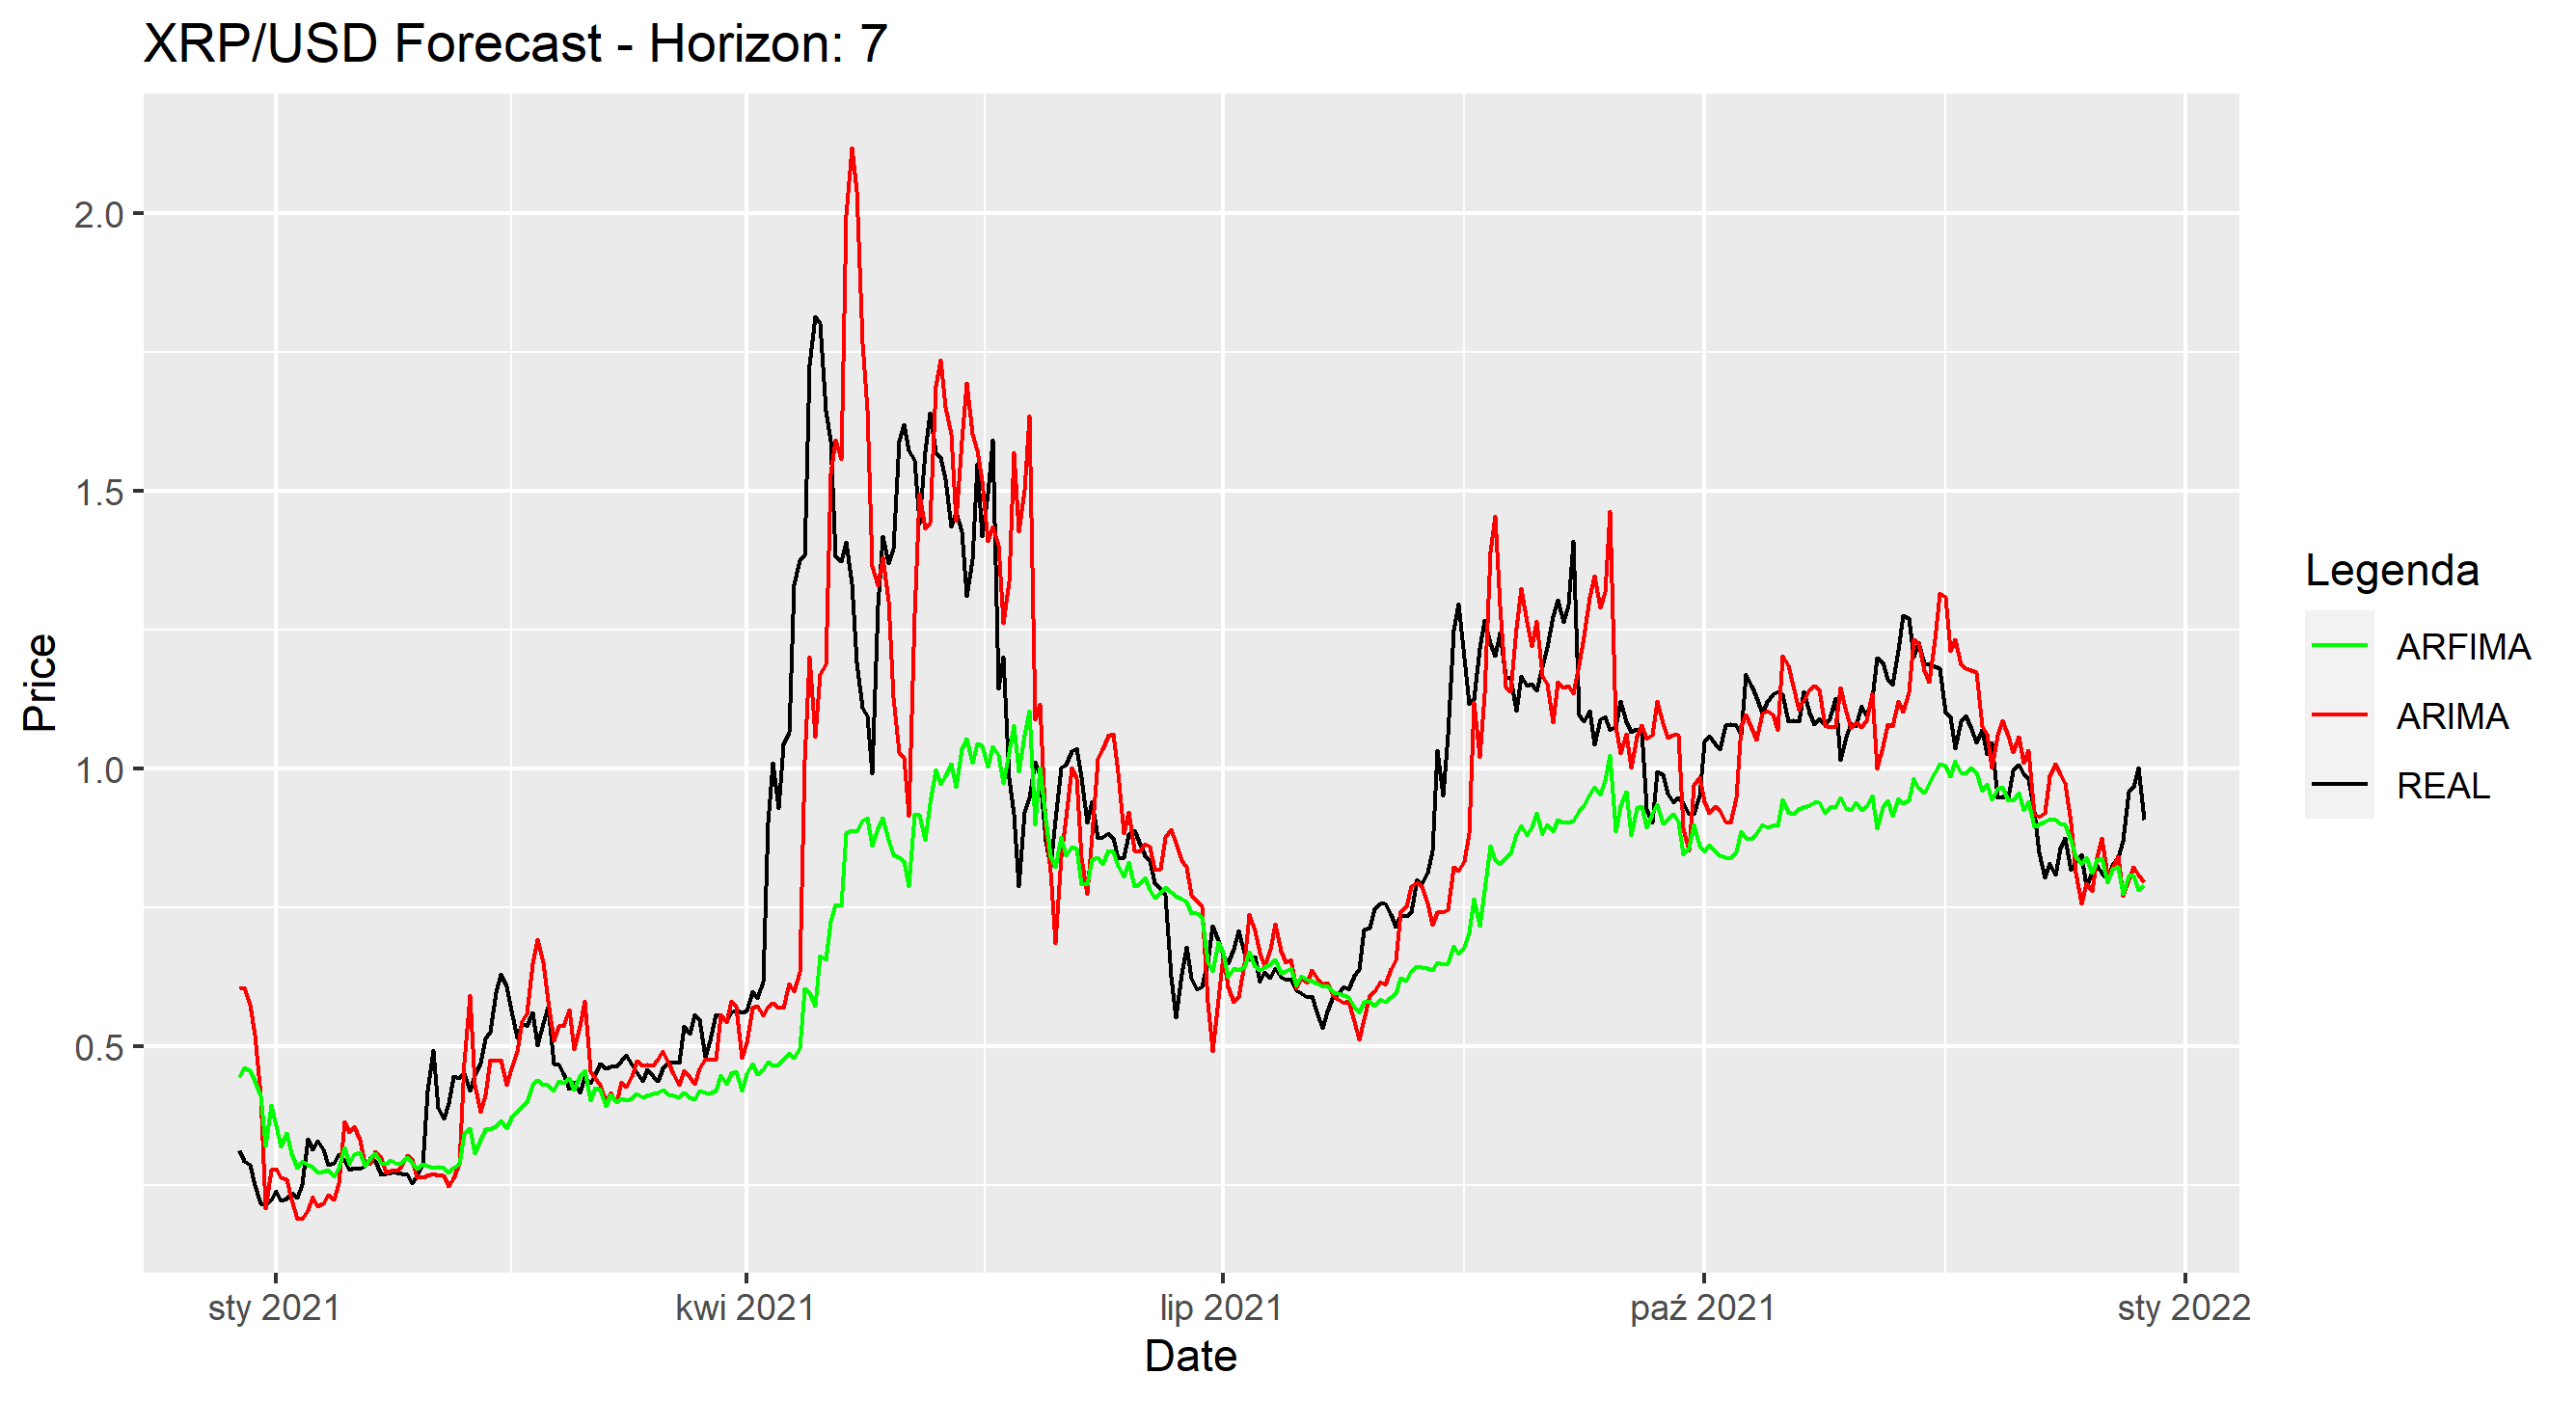 XRP/USD Forecast - Horizon: 7
Price
2.0
1.5
1.0
0.5
sty 2021
kwi 2021
lip 2021
paź 2021
sty 2022
Date
Legenda
ARFIMA
ARIMA
REAL